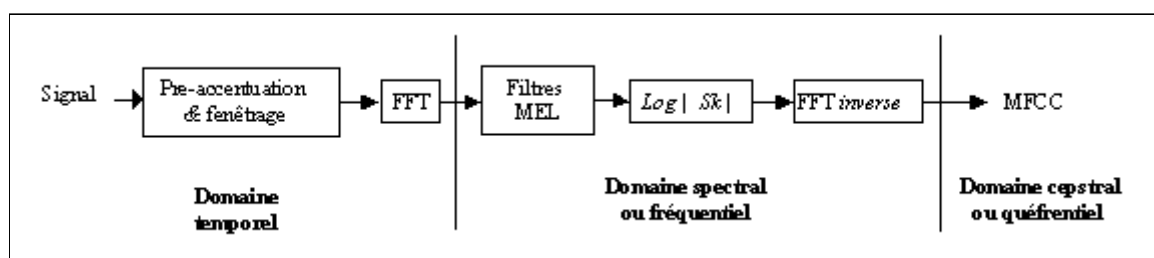 Signal
Pre-accentuation
& fenêtrage
FFT
Filtres
MEL
Log | Sk |
FFT inverse
MFCC
Domaine
temporel
Domaine spectral
ou fréquentiel
Domaine cepstral
ou quéfrentiel